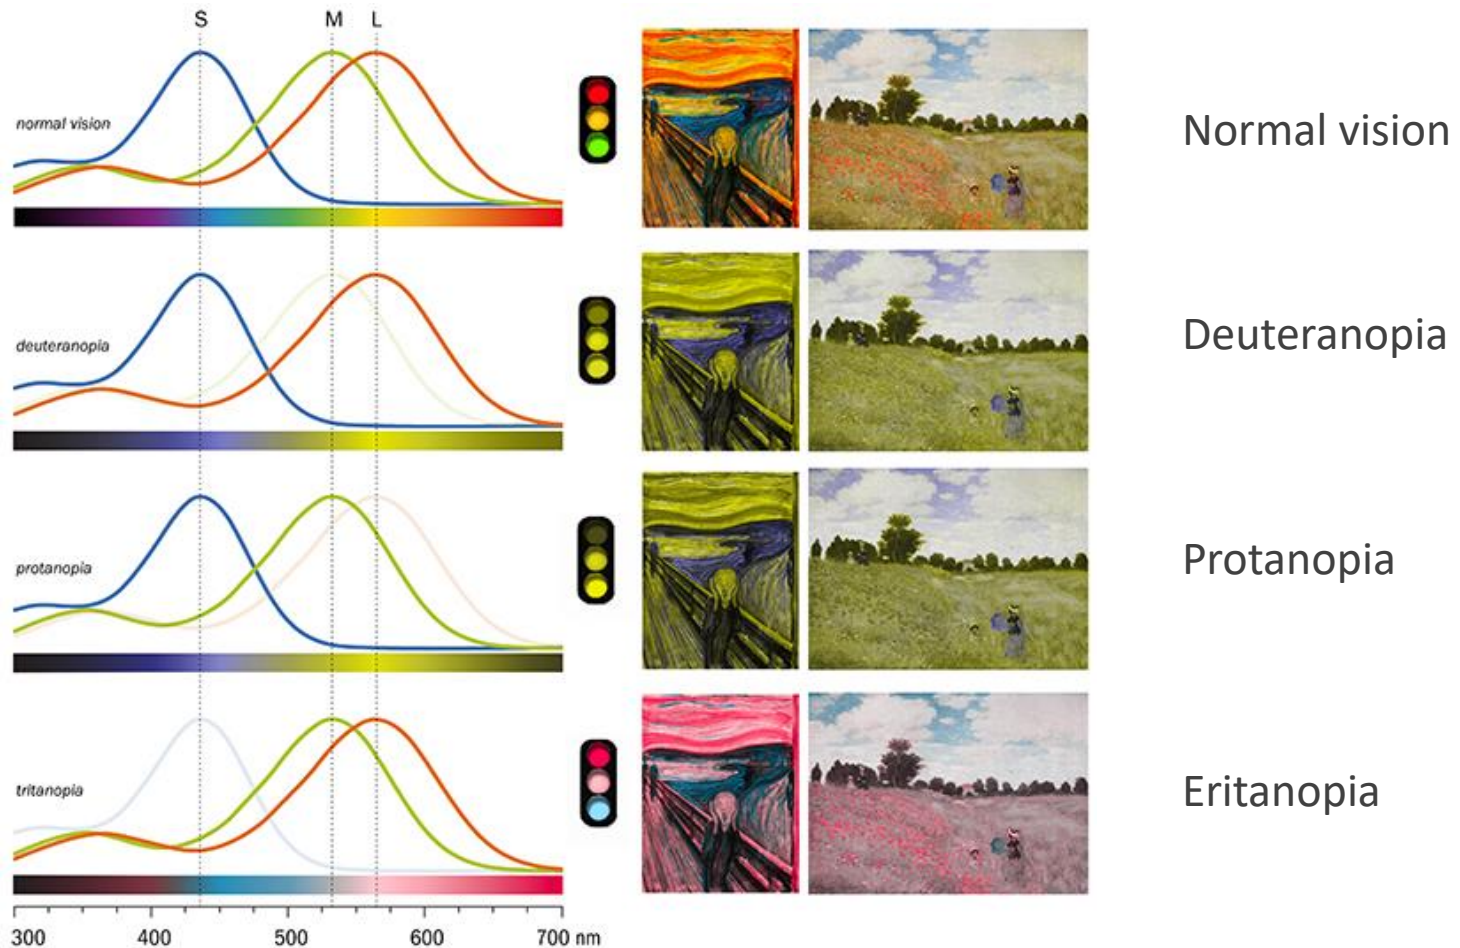 S M L
normal vision
Normal vision
deuteranopia
Deuteranopia
protanopia
Protanopia
tritanopia
Eritanopia
300 400 500 600 700 nm